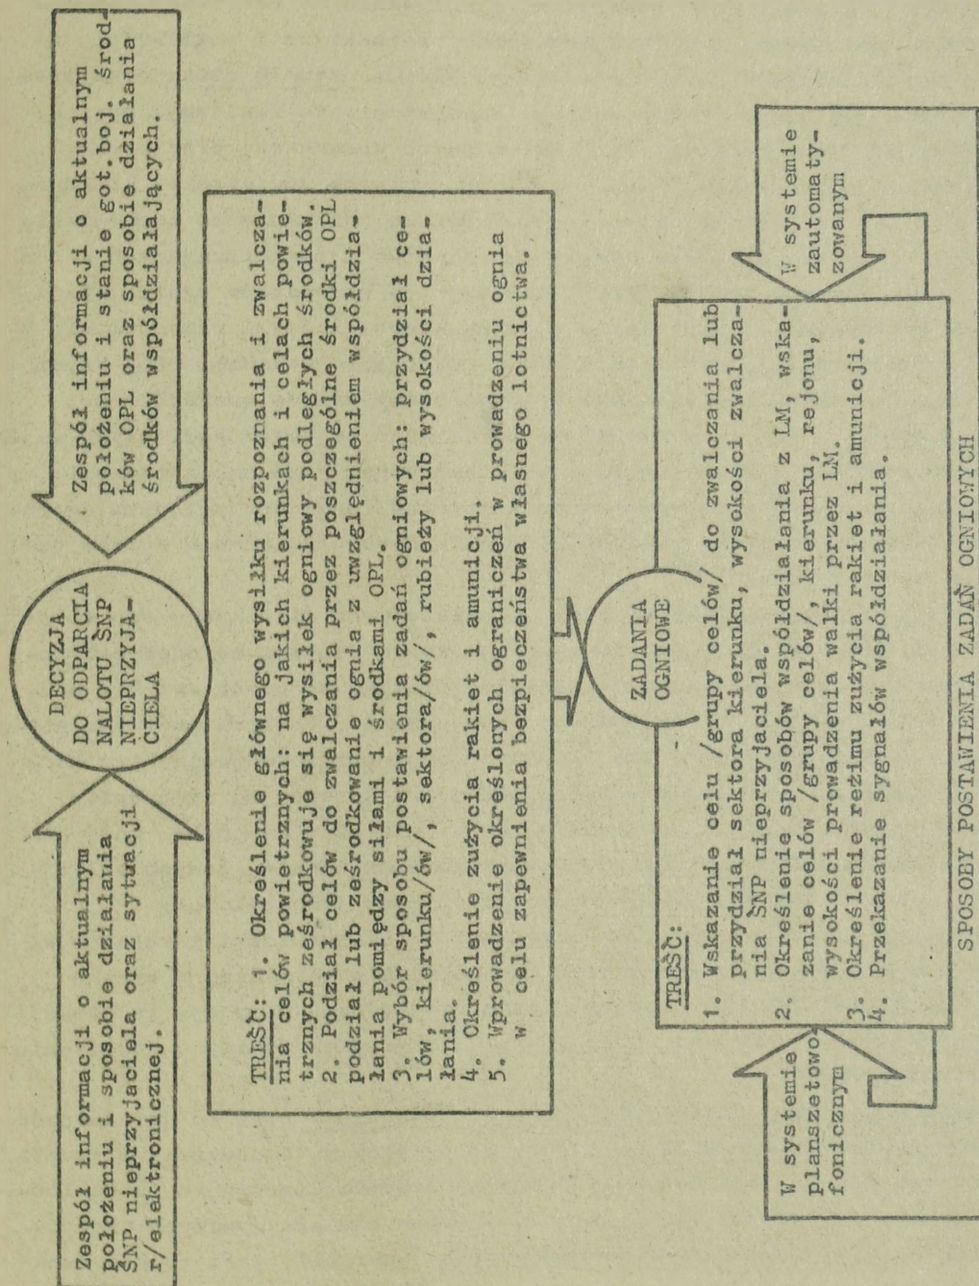 Zespół informacji o aktualnym
położeniu i sposobie działania
ŚNP nieprzyjaciela oraz sytuacji
r/elektronicznej.
DECYZJA
DO ODPARCIA
NALOTU ŚNP
NIEPRZYJA-
CIELA
Zespół informacji o aktualnym
położeniu i stanie got.boj. środ
ków OPL oraz sposobie działania
środków współdziałających.
TREŚĆ: 1. Określenie głównego wysiłku rozpoznania i zwalcza-
nia celów powietrznych: na jakich kierunkach i celach powie-
trznych ześrodkowuje się wysiłek ogniowy podległych środków.
2. Podział celów do zwalczania przez poszczególne środki OPL
podział lub ześrodkowanie ognia z uwzględnieniem współdzia-
łania pomiędzy siłami i środkami OPL.
3. Wybór sposobu postawienia zadań ogniowych: przydział ce-
lów, kierunku/ów/, sektora/ów/, rubieży lub wysokości dzia-
łania.
4. Określenie zużycia rakiet i amunicji.
5. Wprowadzenie określonych ograniczeń w prowadzeniu ognia
w celu zapewnienia bezpieczeństwa własnego lotnictwa.
ZADANIA
OGNIOWE
TREŚĆ:
1. Wskazanie celu /grupy celów/ do zwalczania lub
przydział sektora kierunku, wysokości zwalcza-
nia ŚNP nieprzyjaciela.
2. Określenie sposobów współdziałania z LM, wska-
zanie celów /grupy celów/, kierunku, rejonu,
wysokości prowadzenia walki przez LM.
3. Określenie reżimu zużycia rakiet i amunicji.
4. Przekazanie sygnałów współdziałania.
W systemie
planszetowo
fonicznym
W systemie
zautomaty-
zowanym
SPOSOBY POSTAWIENIA ZADAŃ OGNIOWYCH